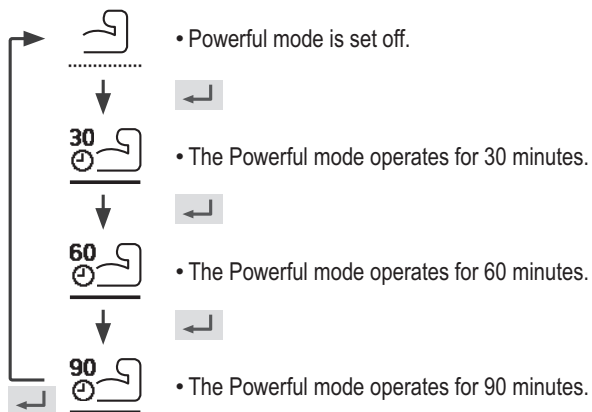 • Powerful mode is set off.
30
• The Powerful mode operates for 30 minutes.
60
• The Powerful mode operates for 60 minutes.
90
• The Powerful mode operates for 90 minutes.